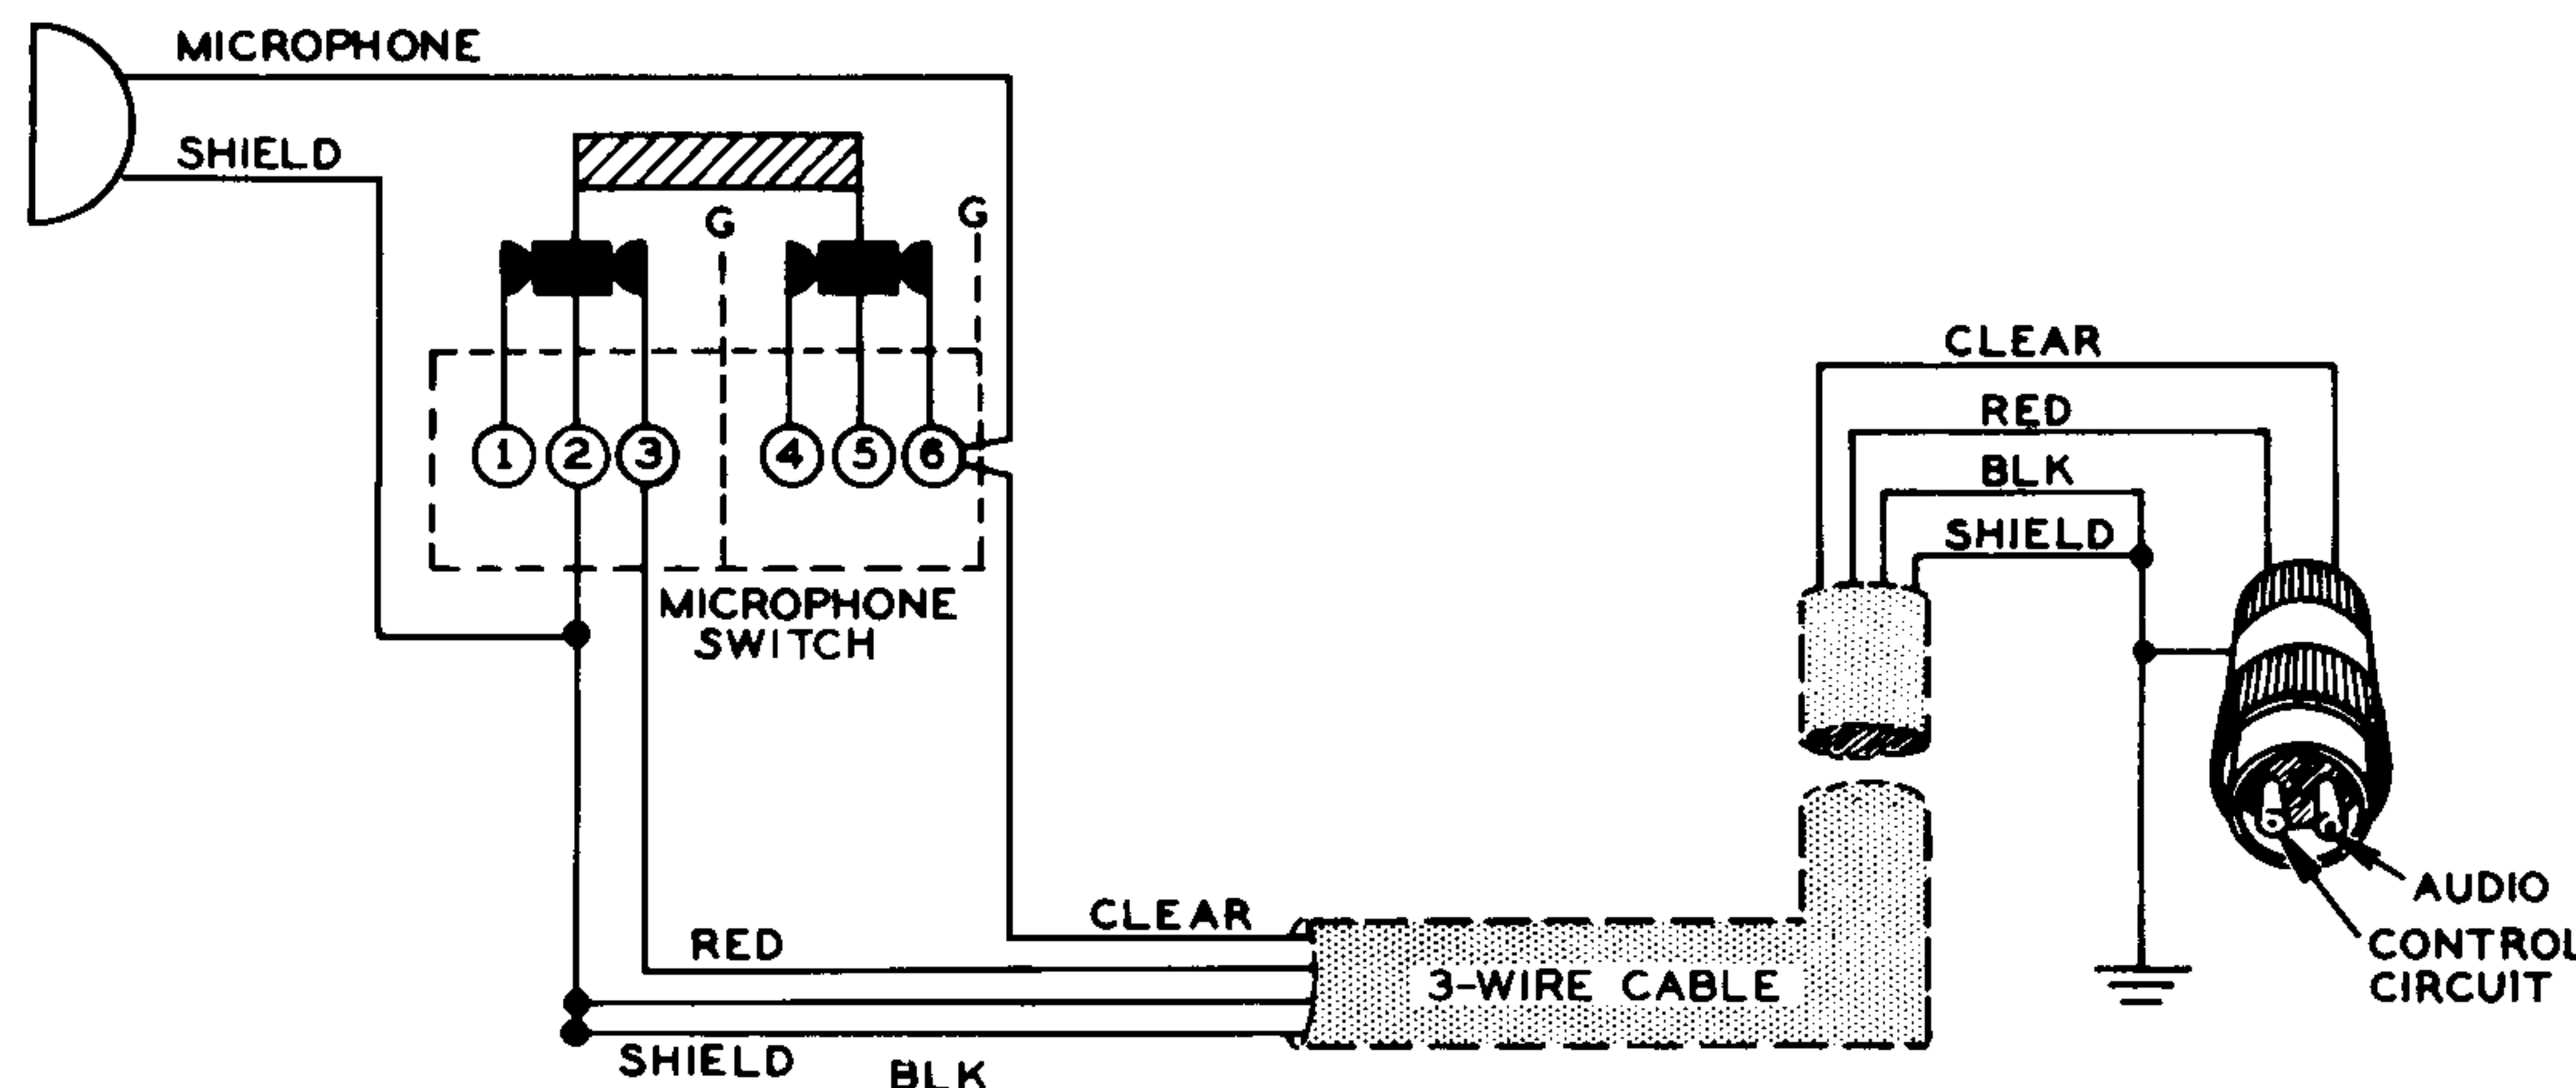 MICROPHONE
SHIELD
G
G
1 2 3 4 5 6
MICROPHONE
SWITCH
CLEAR
RED
BLK
SHIELD
CLEAR
RED
3-WIRE CABLE
SHIELD
BLK
AUDIO
CONTROL
CIRCUIT